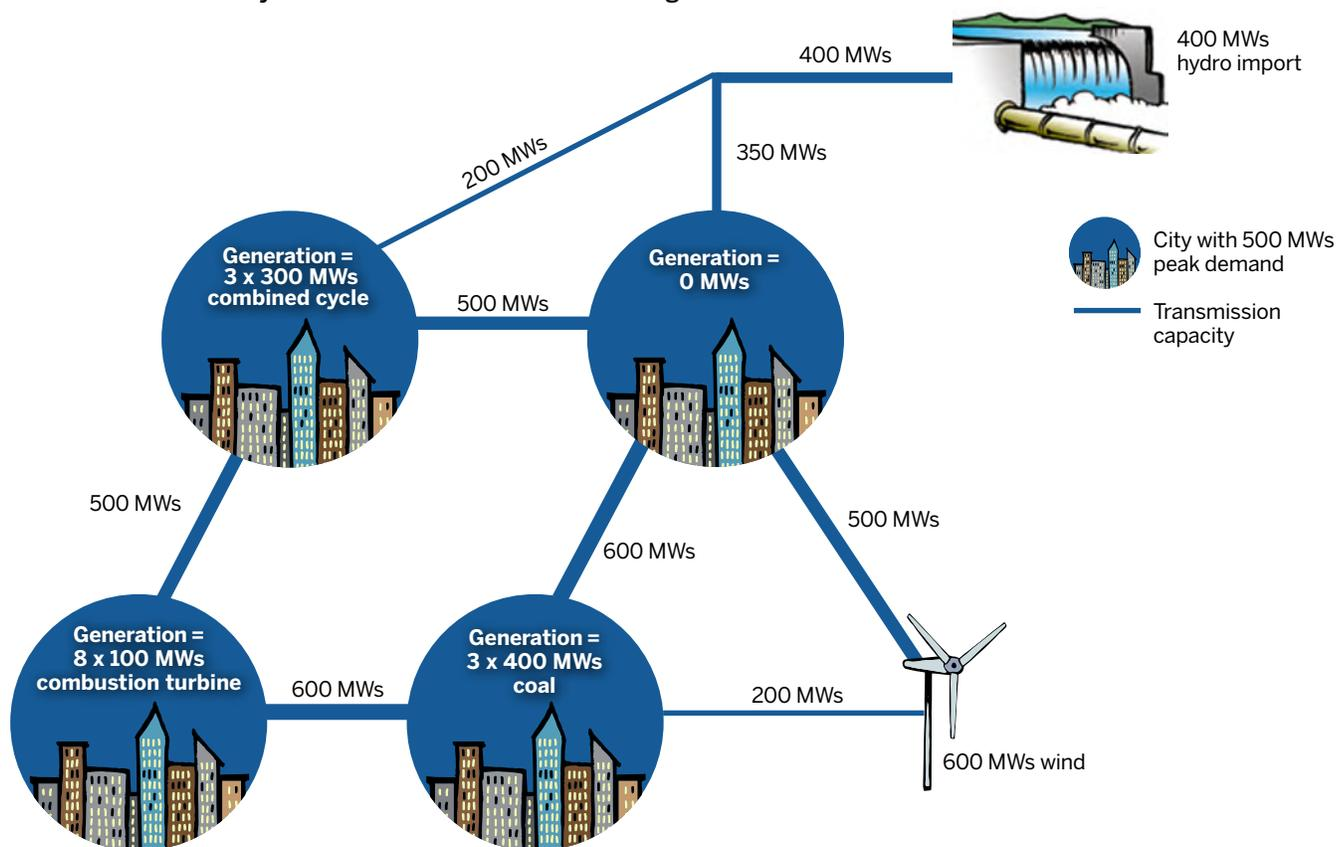 400 MWs
400 MWs
hydro import
200 MWs
350 MWs
Generation =
3 x 300 MWs
combined cycle
500 MWs
Generation =
0 MWs
City with 500 MWs
peak demand
Transmission
capacity
500 MWs
600 MWs
500 MWs
Generation =
8 x 100 MWs
combustion turbine
600 MWs
Generation =
3 x 400 MWs
coal
200 MWs
600 MWs wind